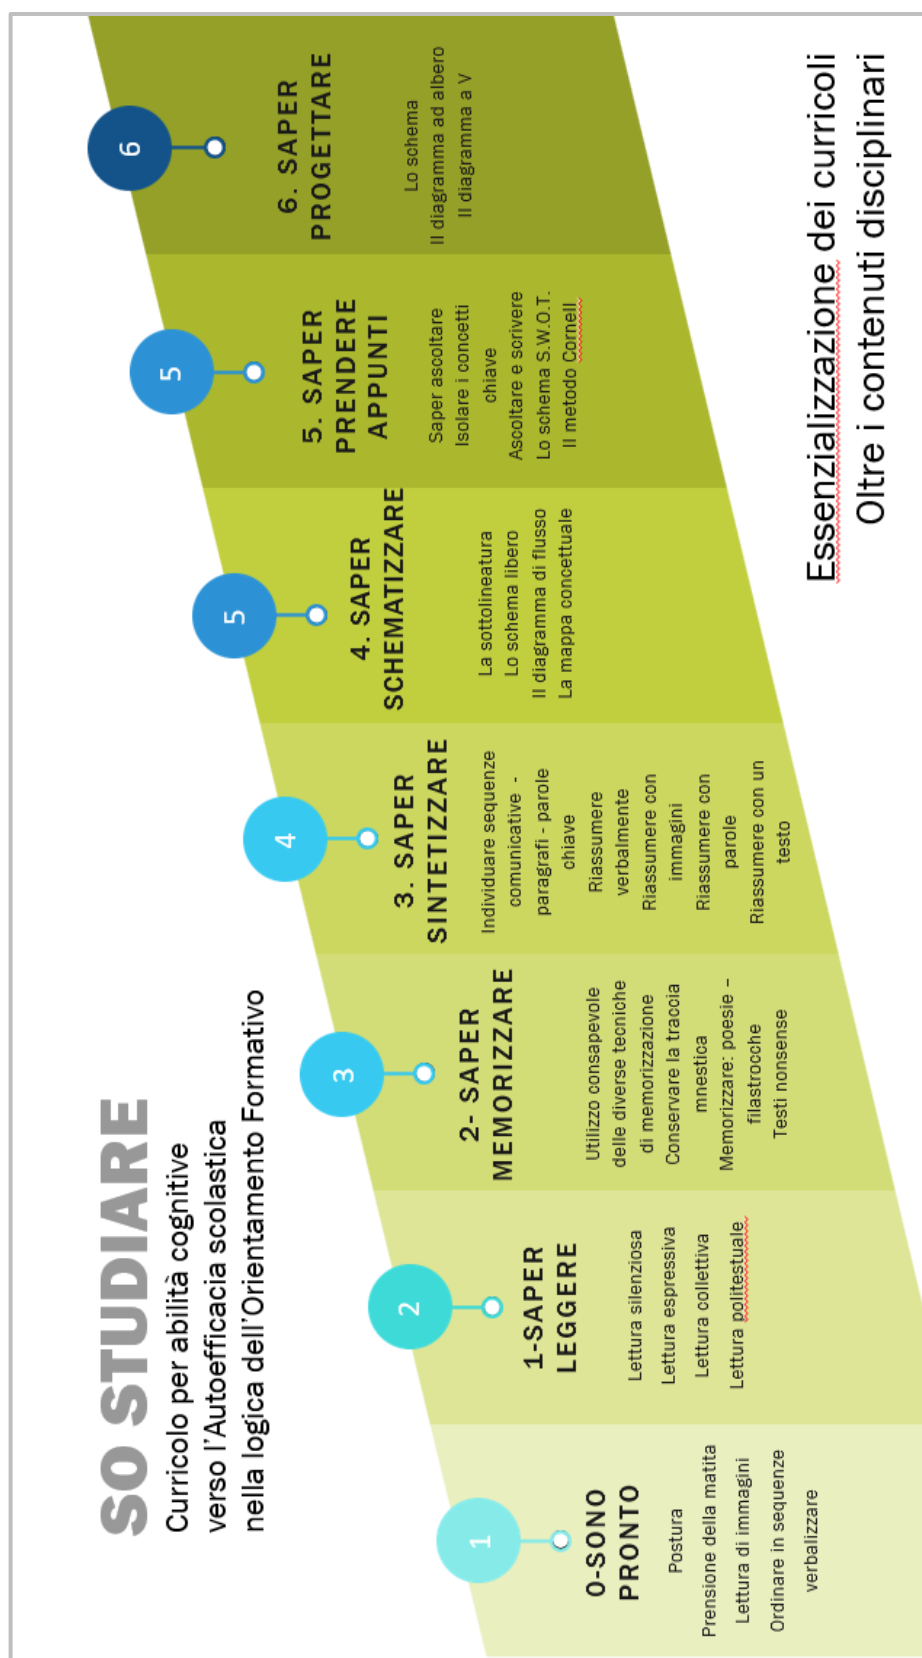 SO STUDIARE
Curricolo per abilità cognitive
verso l'Autoefficacia scolastica
nella logica dell'Orientamento Formativo
1
0-SONO
PRONTO
Postura
Prensione della matita
Lettura di immagini
Ordinare in sequenze
verbalizzare
2
1-SAPER
LEGGERE
Lettura silenziosa
Lettura espressiva
Lettura collettiva
Lettura politestuale
3
2- SAPER
MEMORIZZARE
Utilizzo consapevole
delle diverse tecniche
di memorizzazione
Conservare la traccia
mnestica
Memorizzare: poesie –
filastrocche
Testi nonsense
4
3. SAPER
SINTETIZZARE
Individuare sequenze
comunicative -
paragrafi - parole
chiave
Riassumere
verbalmente
Riassumere con
immagini
Riassumere con
parole
Riassumere con un
testo
5
4. SAPER
SCHEMATIZZARE
La sottolineatura
Lo schema libero
Il diagramma di flusso
La mappa concettuale
5
5. SAPER
PRENDERE
APPUNTI
Saper ascoltare
Isolare i concetti
chiave
Ascoltare e scrivere
Lo schema S.W.O.T.
Il metodo Cornell
6
6. SAPER
PROGETTARE
Lo schema
Il diagramma ad albero
Il diagramma a V
Essenzializzazione dei curricoli
Oltre i contenuti disciplinari